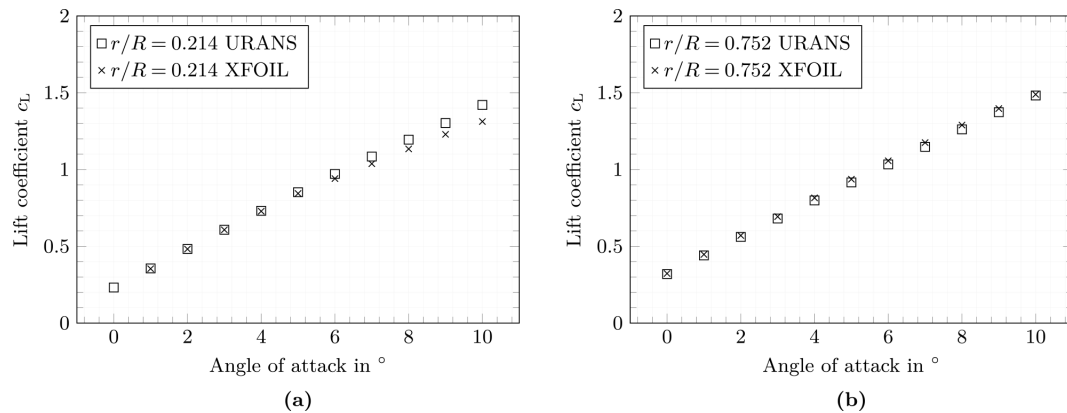 2
1.5
1
0.5
0
0 2 4 6 8 10
Lift coefficient c_L
Angle of attack in °
r/R = 0.214 URANS
r/R = 0.214 XFOIL
(a)
2
1.5
1
0.5
0
0 2 4 6 8 10
Lift coefficient c_L
Angle of attack in °
r/R = 0.752 URANS
r/R = 0.752 XFOIL
(b)